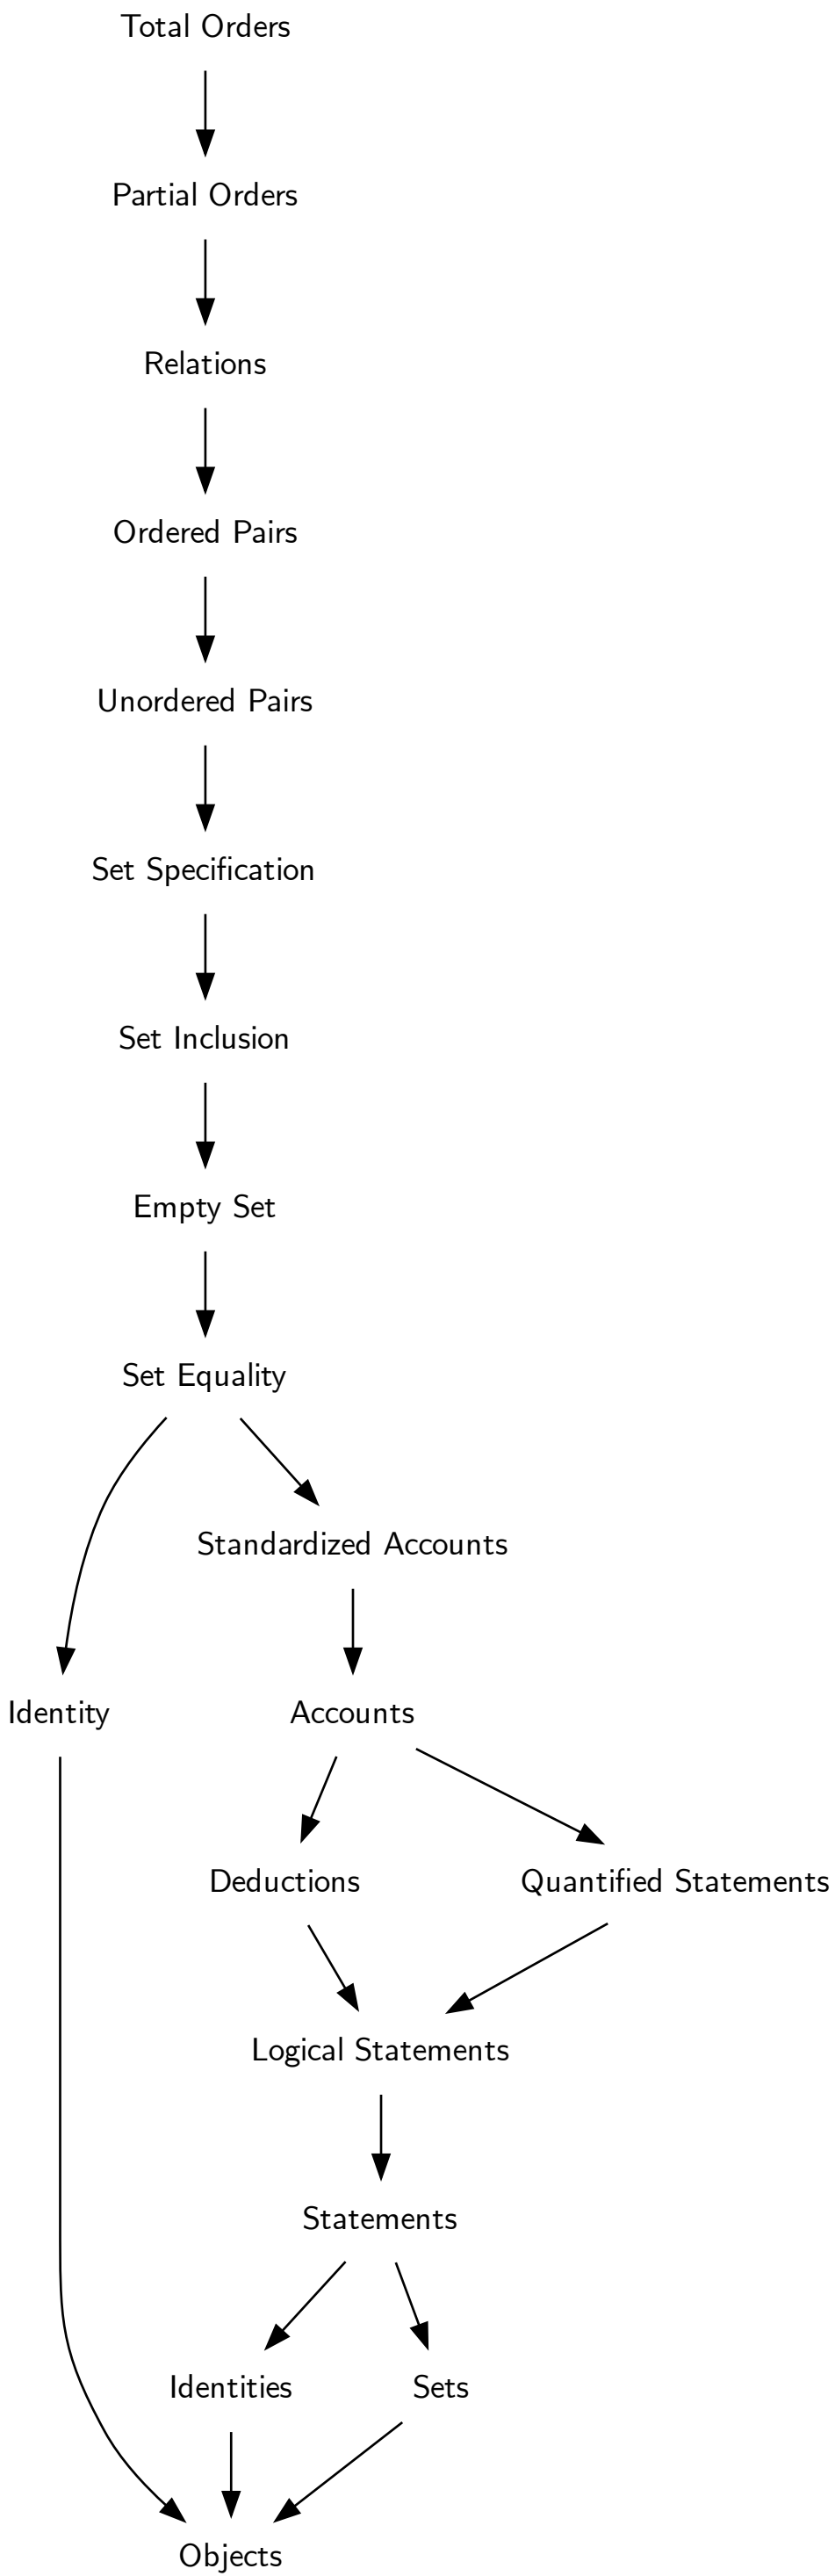 Total Orders
Partial Orders
Relations
Ordered Pairs
Unordered Pairs
Set Specification
Set Inclusion
Empty Set
Set Equality
Standardized Accounts
Identity
Accounts
Deductions
Quantified Statements
Logical Statements
Statements
Identities
Sets
Objects